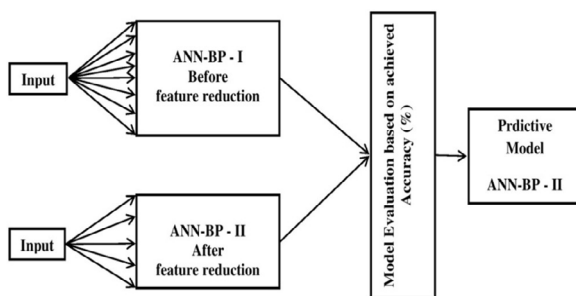 Input
ANN-BP - I
Before
feature reduction
Input
ANN-BP - II
After
feature reduction
Model Evaluation based on achieved
Accuracy (%)
Prdictive
Model
ANN-BP - II